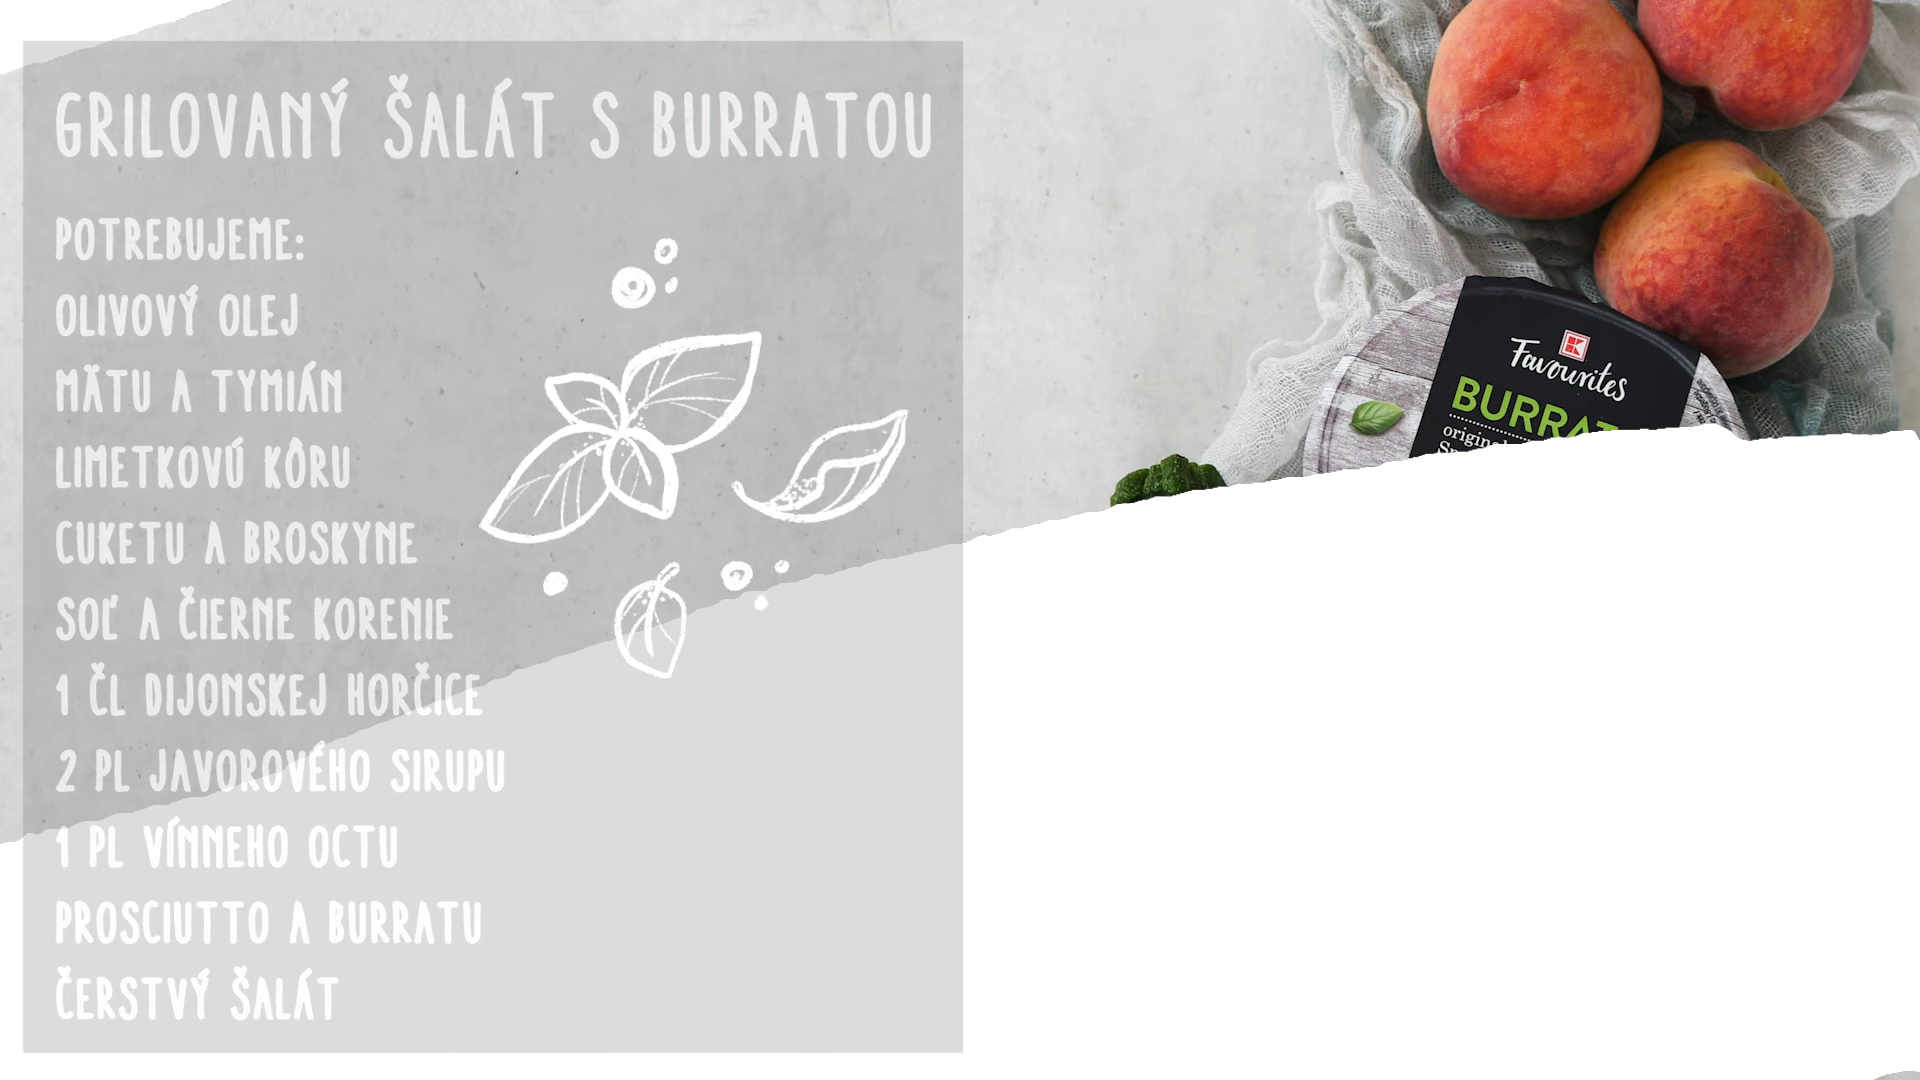 GRILOVANÝ ŠALÁT S BURRATOU
POTREBUJEME:
OLIVOVÝ OLEJ
MÄTU A TYMIÁN
LIMETKOVÚ KÔRU
CUKETU A BROSKYNE
SOĽ A ČIERNE KORENIE
1 ČL DIJONSKEJ HORČICE
2 PL JAVOROVÉHO SIRUPU
1 PL VÍNNEHO OCTU
PROSCIUTTO A BURRATU
ČERSTVÝ ŠALÁT
K
Favourites